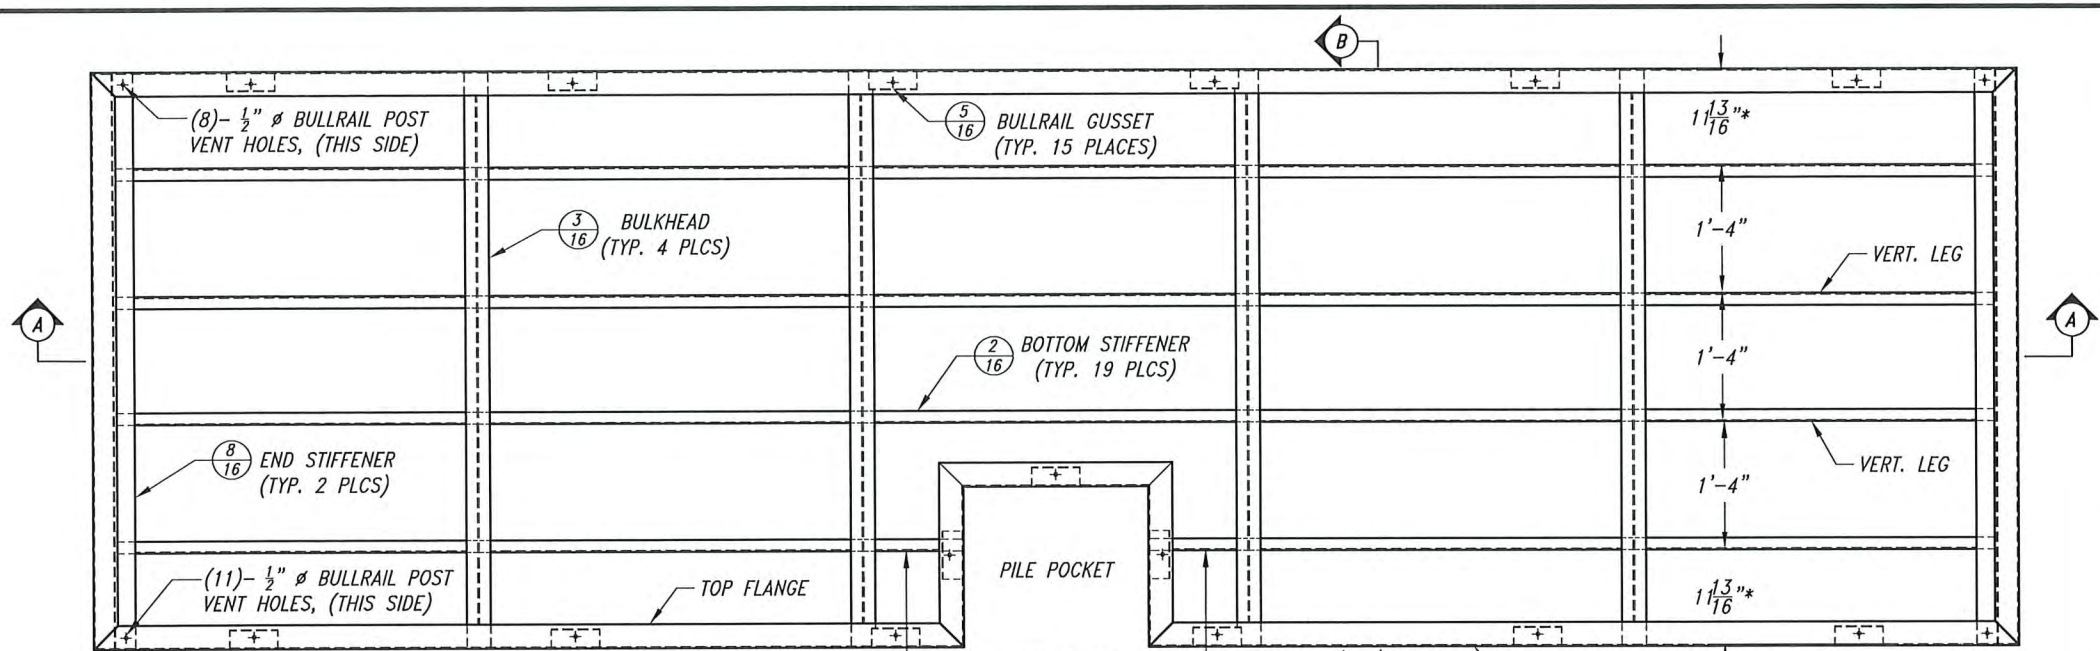 B
(8)- 1/2" ø BULLRAIL POST
VENT HOLES, (THIS SIDE)
5
16
BULLRAIL GUSSET
(TYP. 15 PLACES)
11 13/16"*
3
16
BULKHEAD
(TYP. 4 PLCS)
1'-4"
VERT. LEG
A
A
2
16
BOTTOM STIFFENER
(TYP. 19 PLCS)
1'-4"
8
16
END STIFFENER
(TYP. 2 PLCS)
VERT. LEG
1'-4"
PILE POCKET
(11)- 1/2" ø BULLRAIL POST
VENT HOLES, (THIS SIDE)
TOP FLANGE
11 13/16"*